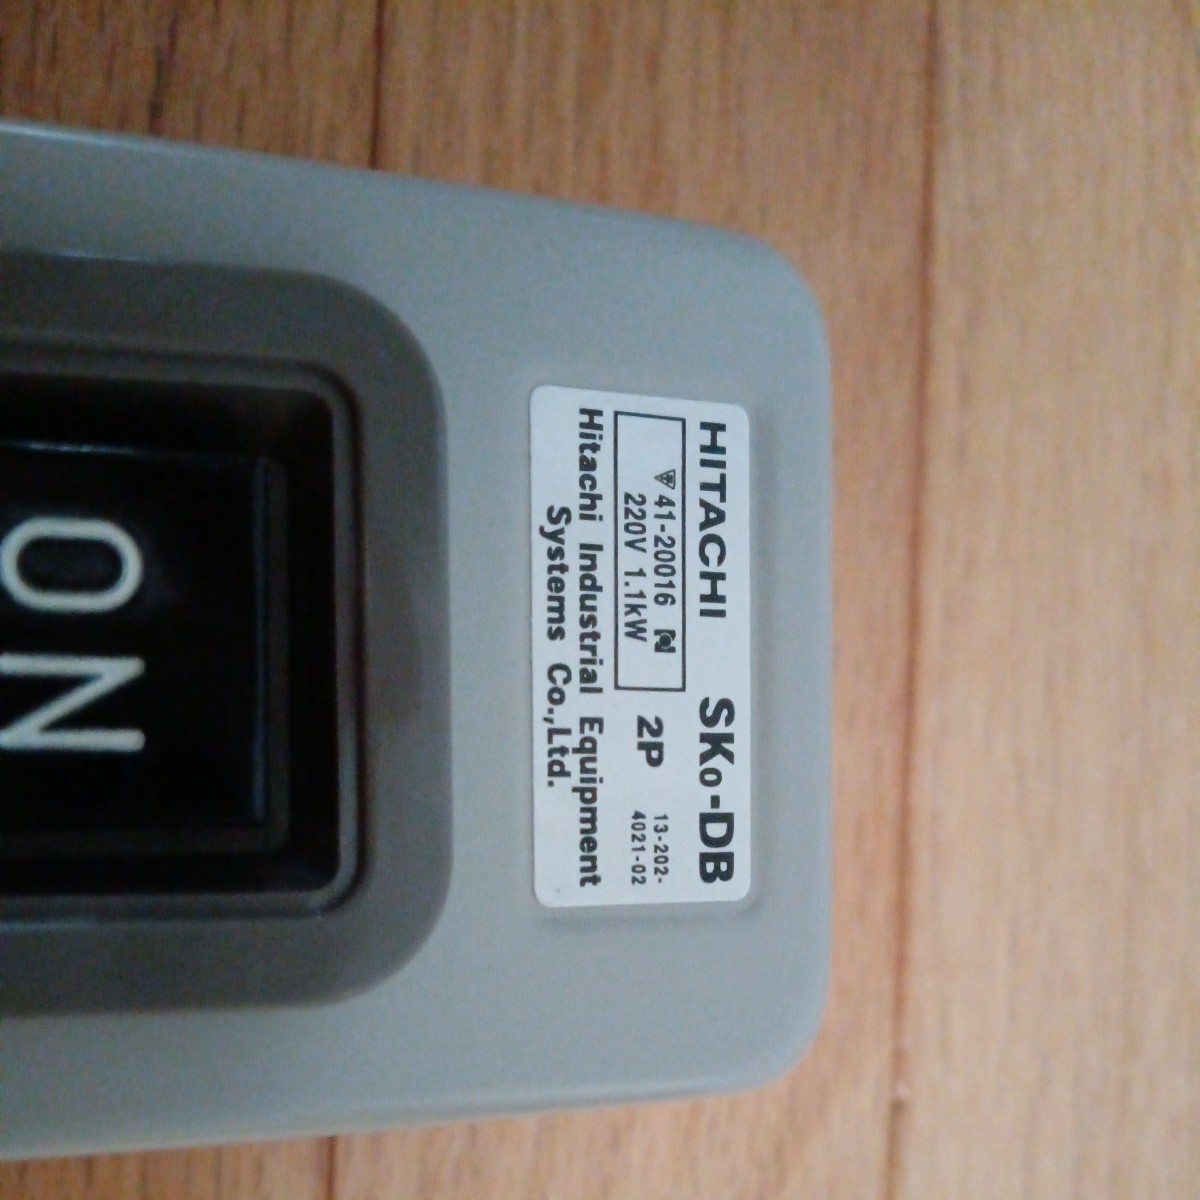 HITACHI SK0-DB
41-20016
220V 1.1kW
2P
13-202-
4021-02
Hitachi Industrial Equipment
Systems Co.,Ltd.
ON